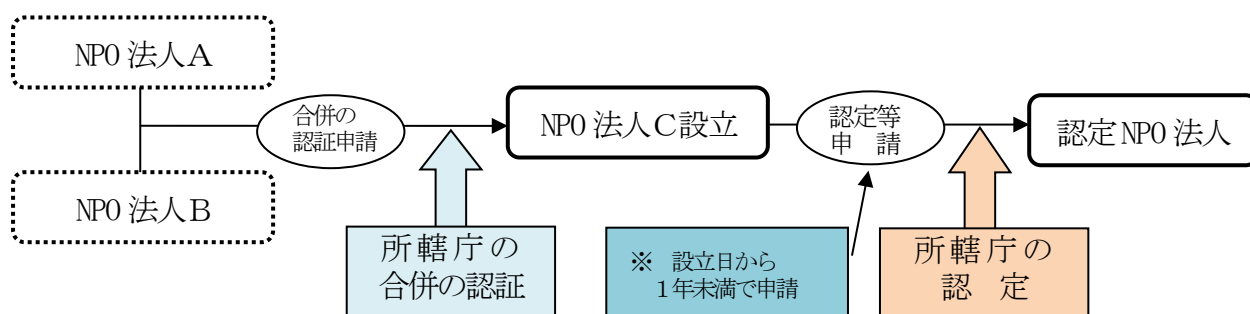 NPO法人A
合併の
認証申請
NPO法人C設立
認定等
申 請
認定NPO法人
NPO法人B
所轄庁の
合併の認証
※ 設立日から
1年未満で申請
所轄庁の
認 定